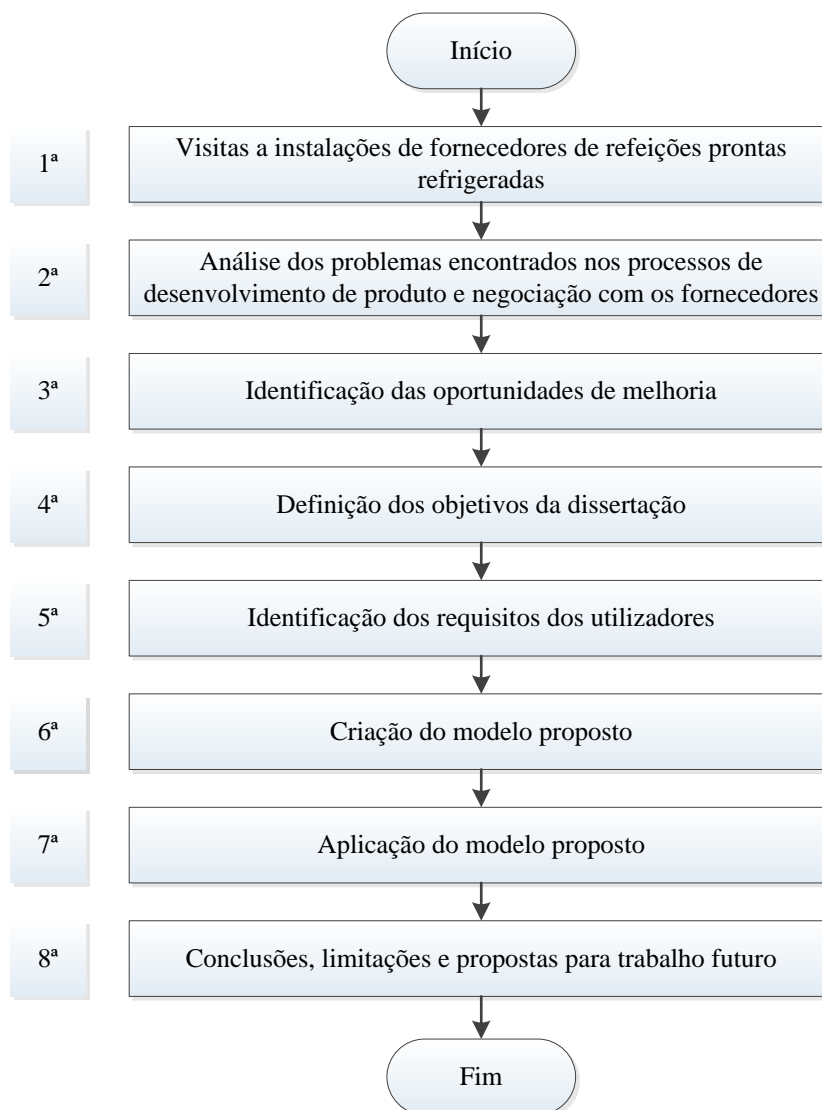 Início
1ª
Visitas a instalações de fornecedores de refeições prontas
refrigeradas
2ª
Análise dos problemas encontrados nos processos de
desenvolvimento de produto e negociação com os fornecedores
3ª
Identificação das oportunidades de melhoria
4ª
Definição dos objetivos da dissertação
5ª
Identificação dos requisitos dos utilizadores
6ª
Criação do modelo proposto
7ª
Aplicação do modelo proposto
8ª
Conclusões, limitações e propostas para trabalho futuro
Fim